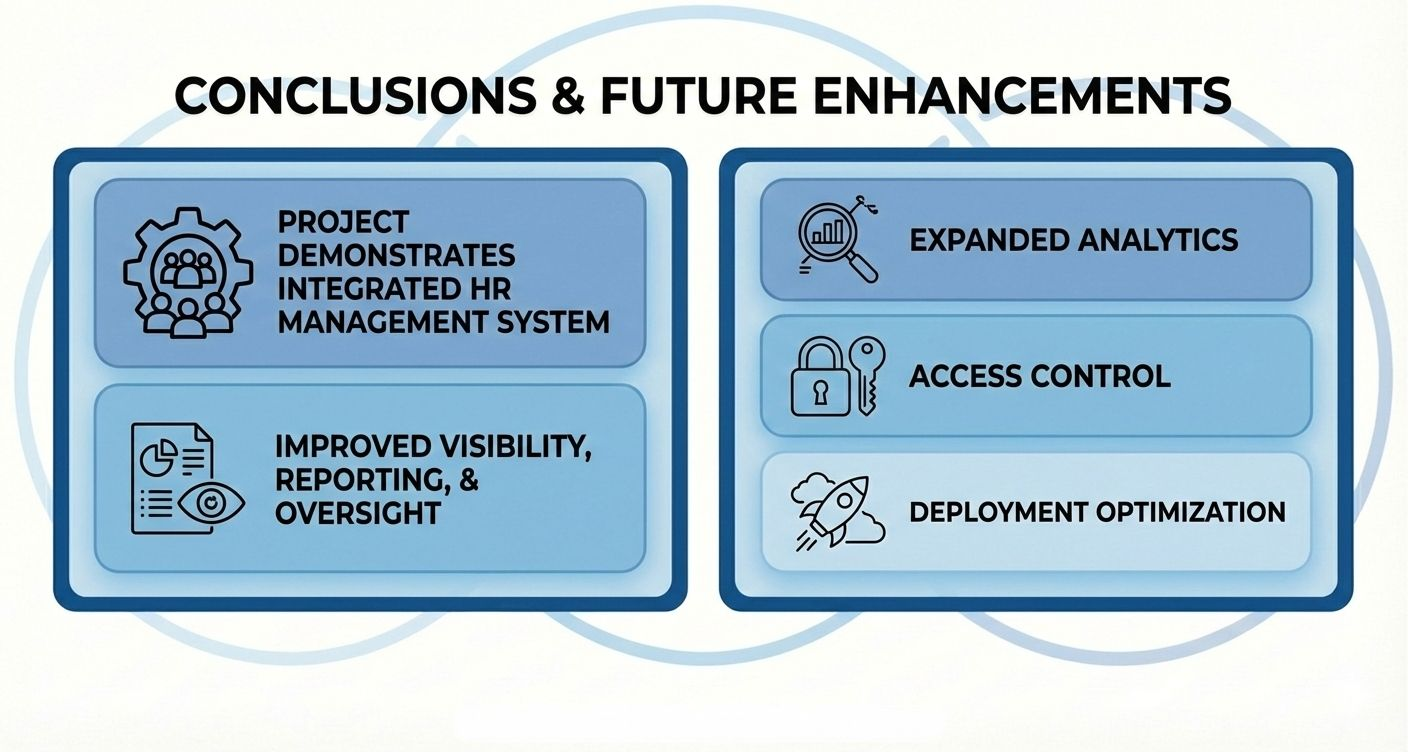 CONCLUSIONS & FUTURE ENHANCEMENTS
PROJECT
DEMONSTRATES
INTEGRATED HR
MANAGEMENT SYSTEM
IMPROVED VISIBILITY,
REPORTING, &
OVERSIGHT
EXPANDED ANALYTICS
ACCESS CONTROL
DEPLOYMENT OPTIMIZATION